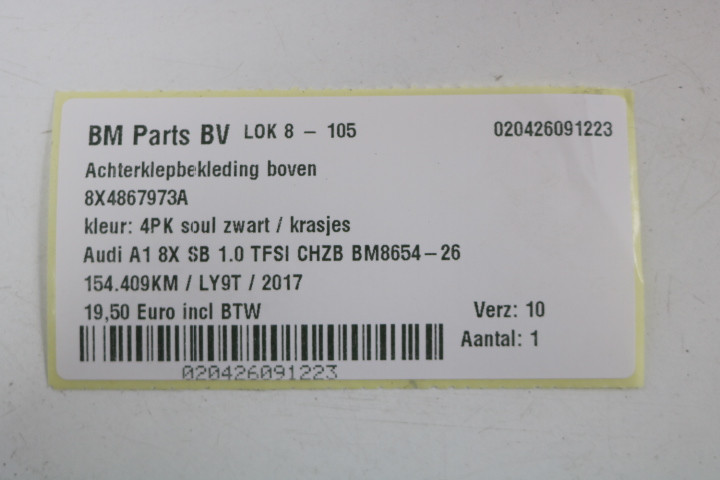 BM Parts BV LOK 8 - 105 020426091223
Achterklepbekleding boven
8X4867973A
kleur: 4PK soul zwart / krasjes
Audi A1 8X SB 1.0 TFSI CHZB BM8654-26
154.409KM / LY9T / 2017
19,50 Euro incl BTW Verz: 10
Aantal: 1
020426091223